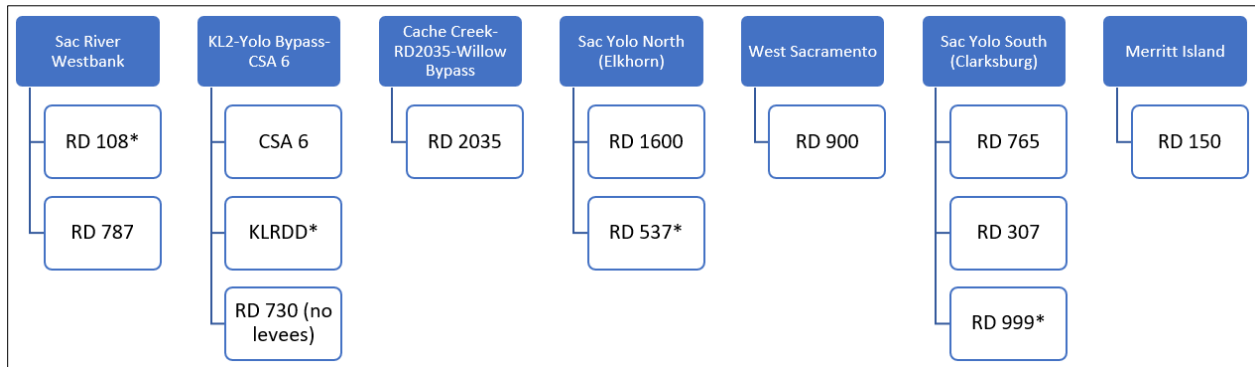 Sac River
Westbank
RD 108*
RD 787
KL2-Yolo Bypass-
CSA 6
CSA 6
KLRDD*
RD 730 (no
levees)
Cache Creek-
RD2035-Willow
Bypass
RD 2035
Sac Yolo North
(Elkhorn)
RD 1600
RD 537*
West Sacramento
RD 900
Sac Yolo South
(Clarksburg)
RD 765
RD 307
RD 999*
Merritt Island
RD 150